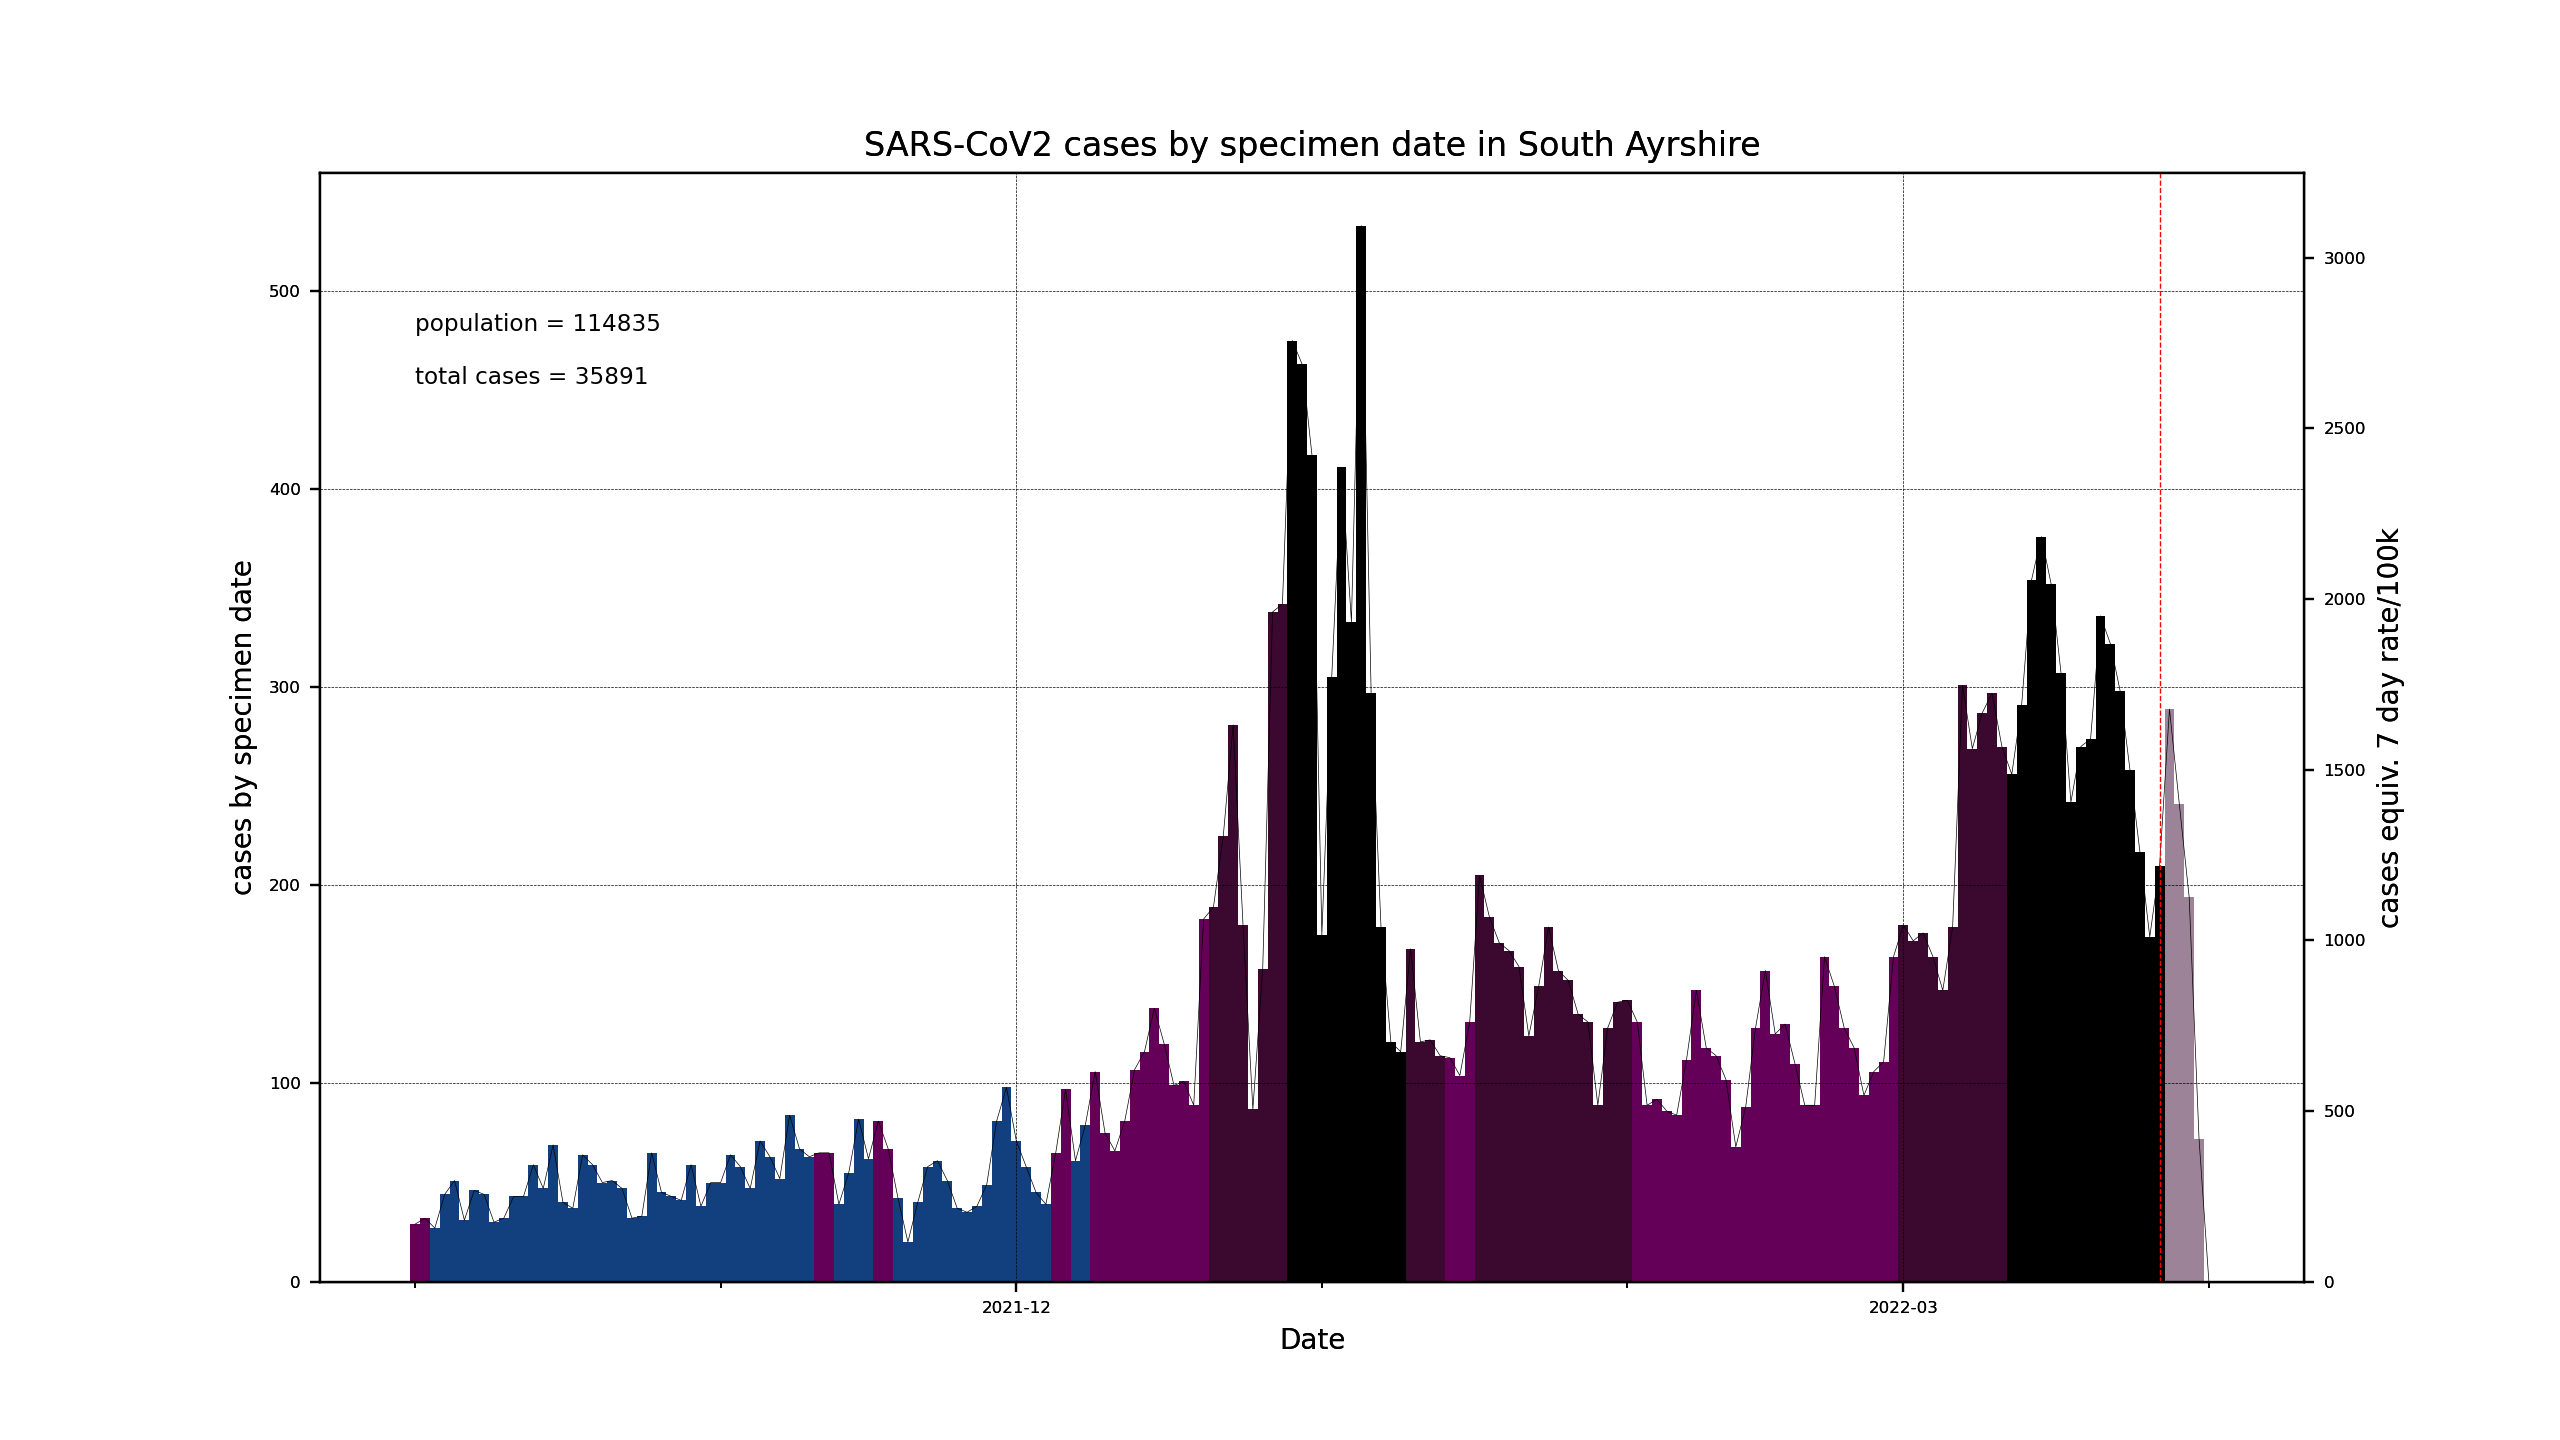 SARS-CoV2 cases by specimen date in South Ayrshire
population = 114835
total cases = 35891
cases by specimen date
500
400
300
200
100
0
3000
2500
2000
1500
1000
500
0
cases equiv. 7 day rate/100k
2021-12
2022-03
Date